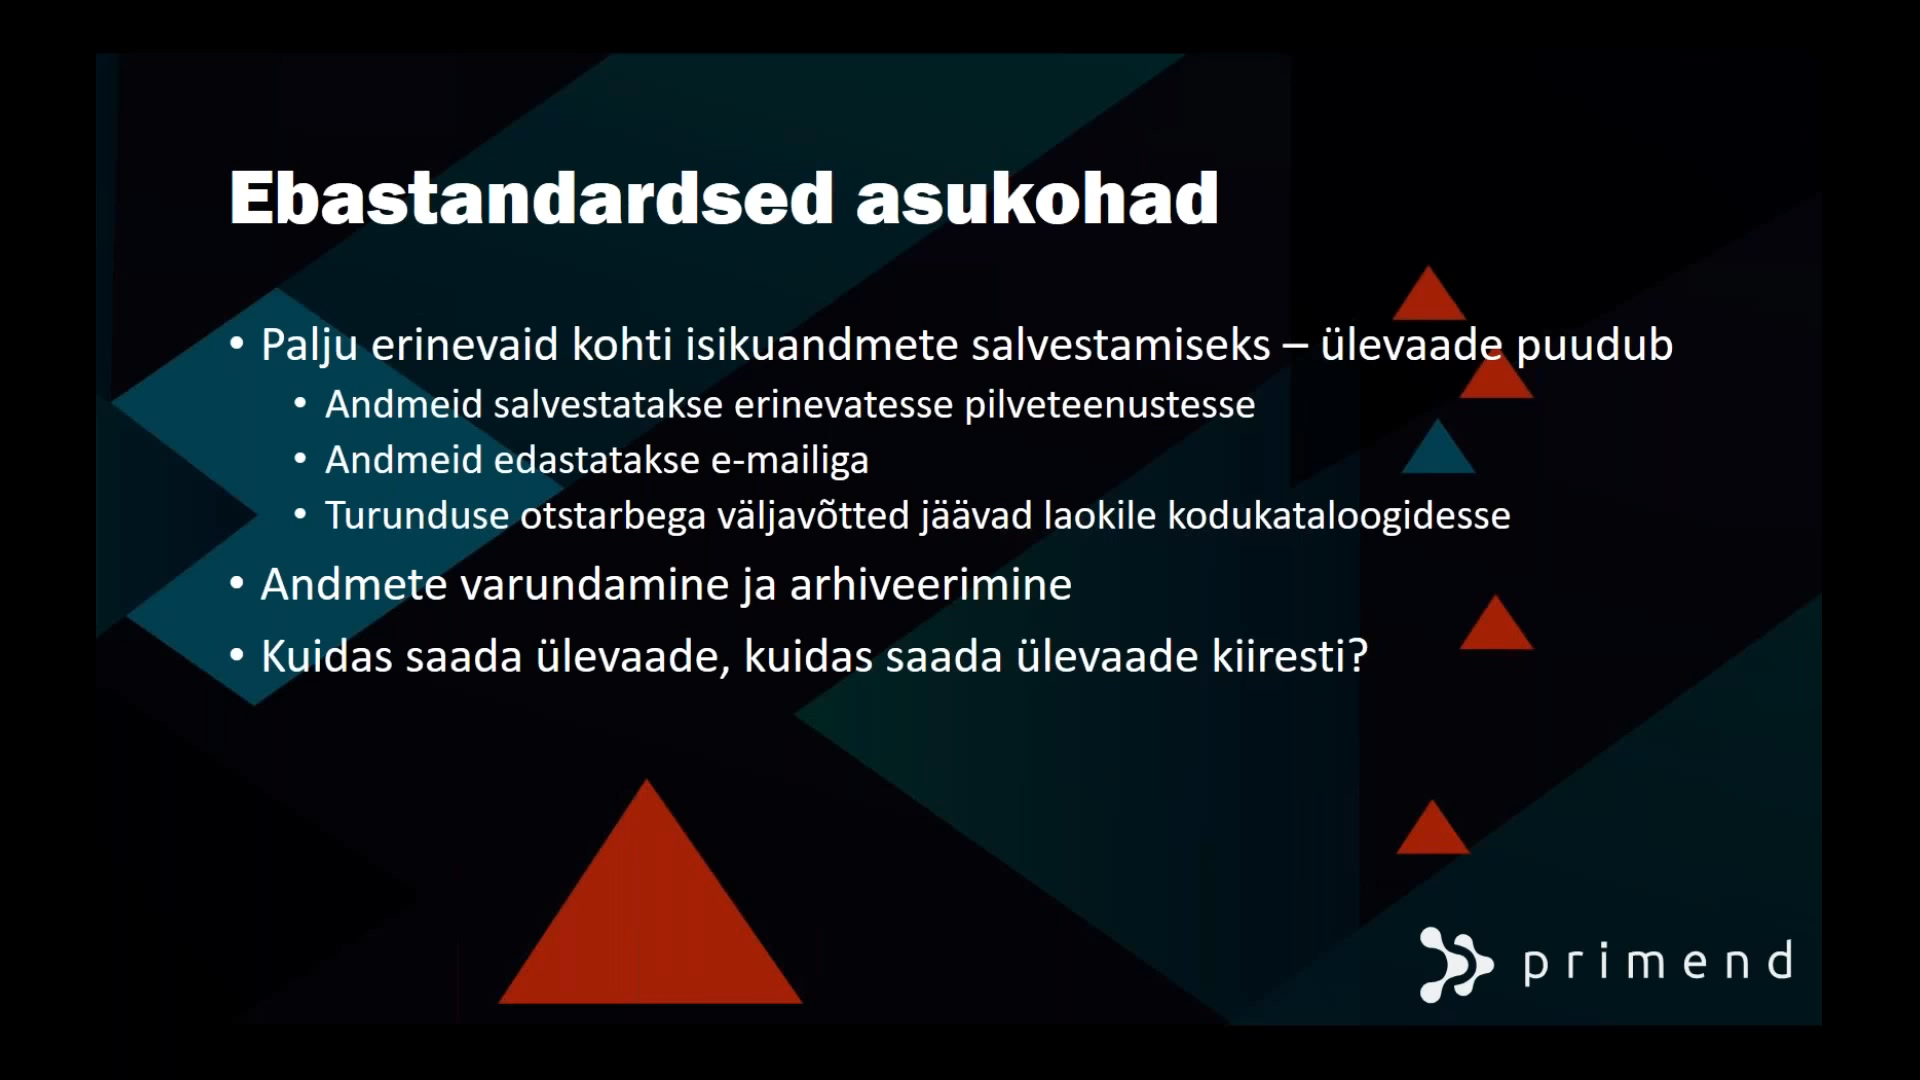 Ebastandardsed asukohad
• Palju erinevaid kohti isikuandmete salvestamiseks – ülevaade puudub
• Andmeid salvestatakse erinevatesse pilveteenustesse
• Andmeid edastatakse e-mailiga
• Turunduse otstarbega väljavõtted jäävad laokile kodukataloogidesse
• Andmete varundamine ja arhiveerimine
• Kuidas saada ülevaade, kuidas saada ülevaade kiiresti?
primend